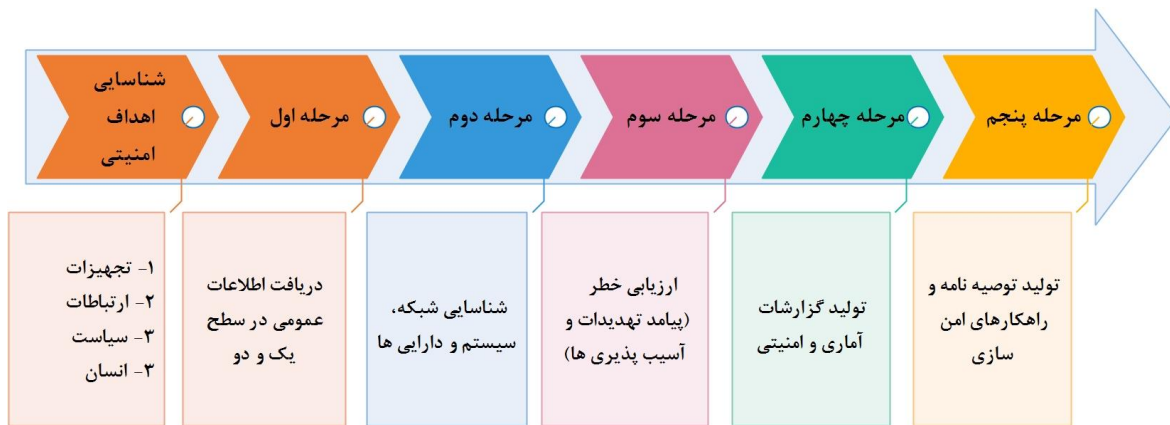 شناسایی
اهداف
امنیتی
مرحله اول
مرحله دوم
مرحله سوم
مرحله چهارم
مرحله پنجم
۱- تجهیزات
۲- ارتباطات
۳- سیاست
۳- انسان
دریافت اطلاعات
عمومی در سطح
یک و دو
شناسایی شبکه،
سیستم و دارایی ها
ارزیابی خطر
(پیامد تهدیدات و
آسیب پذیری ها)
تولید گزارشات
آماری و امنیتی
تولید توصیه نامه و
راهکارهای امن
سازی